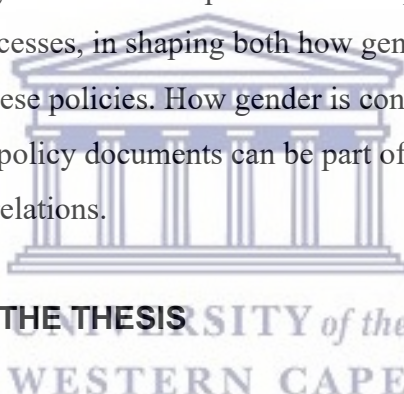 cesses, in shaping both how gen
ese policies. How gender is con
policy documents can be part of
elations.
THE THESIS
UNIVERSITY of the
WESTERN CAPE